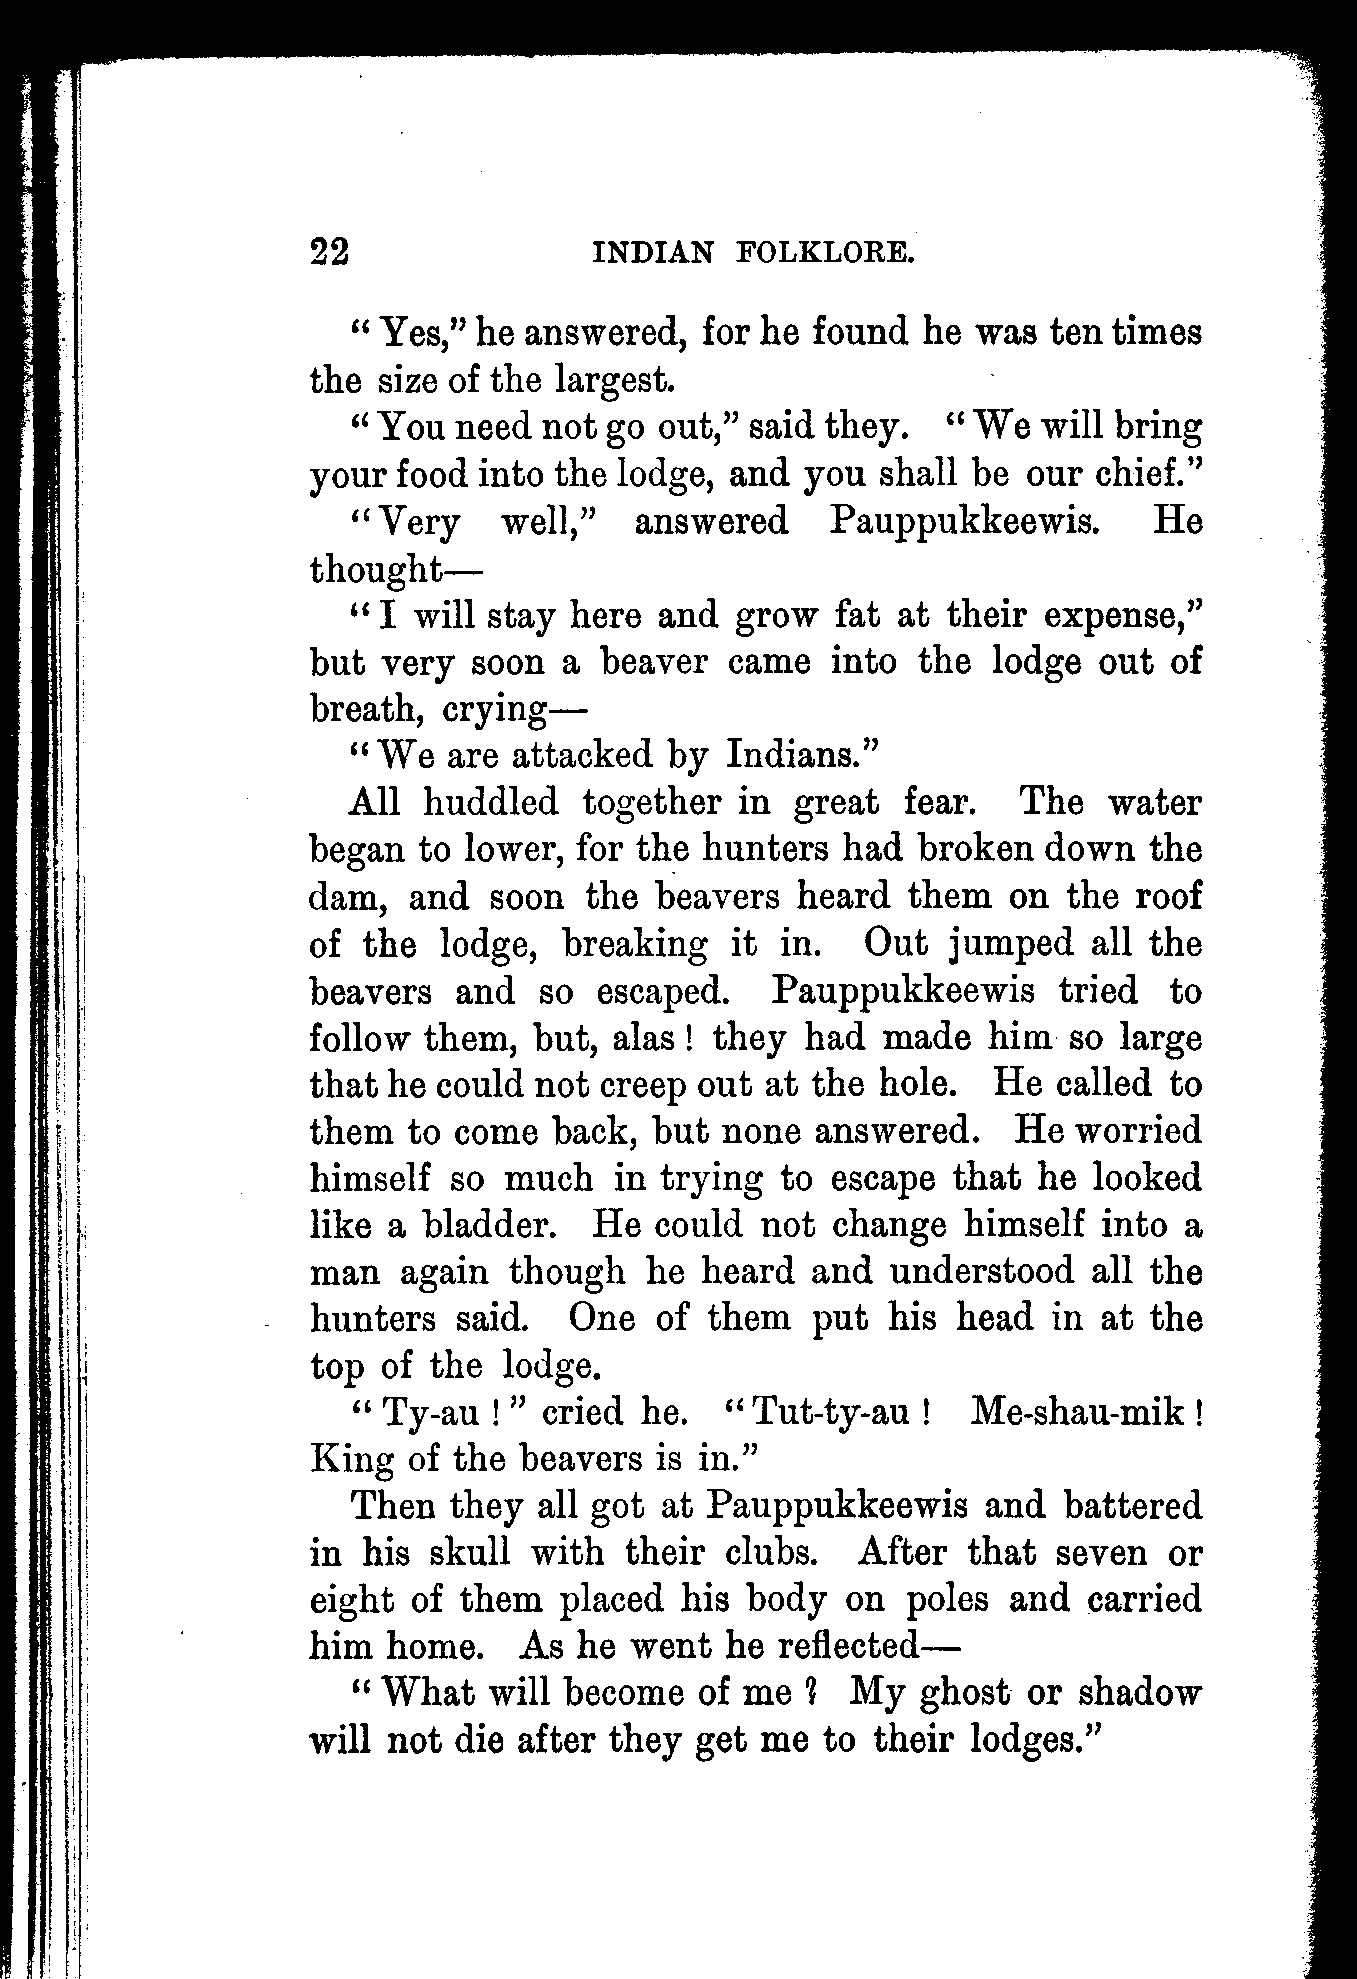 22 INDIAN FOLKLORE.
“Yes,” he answered, for he found he was ten times
the size of the largest.
“You need not go out,” said they. “We will bring
your food into the lodge, and you shall be our chief.”
“Very well,” answered Pauppukkeewis. He
thought—
“I will stay here and grow fat at their expense,”
but very soon a beaver came into the lodge out of
breath, crying—
“We are attacked by Indians.”
All huddled together in great fear. The water
began to lower, for the hunters had broken down the
dam, and soon the beavers heard them on the roof
of the lodge, breaking it in. Out jumped all the
beavers and so escaped. Pauppukkeewis tried to
follow them, but, alas! they had made him so large
that he could not creep out at the hole. He called to
them to come back, but none answered. He worried
himself so much in trying to escape that he looked
like a bladder. He could not change himself into a
man again though he heard and understood all the
hunters said. One of them put his head in at the
top of the lodge.
“Ty-au!” cried he. “Tut-ty-au! Me-shau-mik!
King of the beavers is in.”
Then they all got at Pauppukkeewis and battered
in his skull with their clubs. After that seven or
eight of them placed his body on poles and carried
him home. As he went he reflected—
“What will become of me? My ghost or shadow
will not die after they get me to their lodges.”